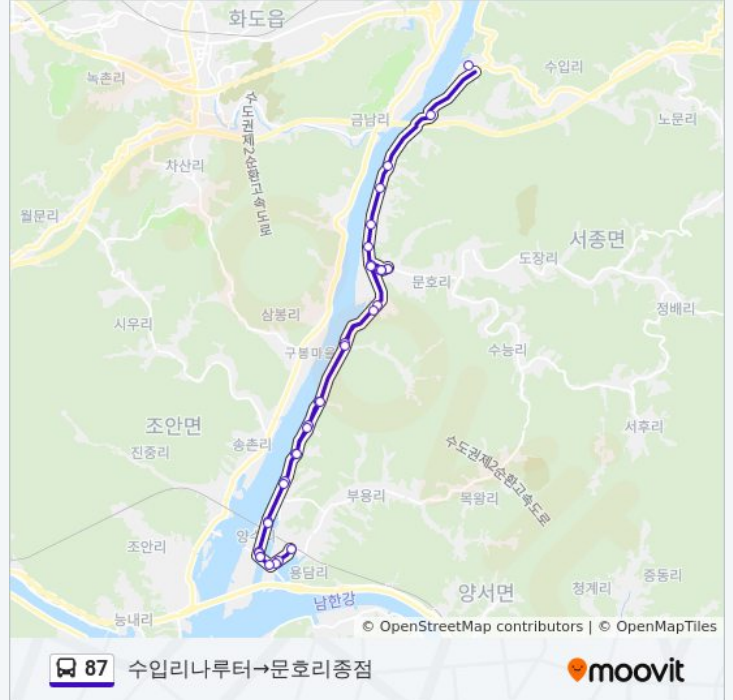 화도읍
수입리
녹촌리
금남리
노문리
수도권제2순환고속도로
차산리
월문리
서종면
도장리
문호리
삼봉리
정배리
시우리
구봉마을
수능리
조안면
서후리
송촌리
진중리
수도권제2순환고속도로
부용리
목왕리
조안리
용담리
중동리
양서면
청계리
남한강
능내리
© OpenStreetMap contributors | © OpenMapTiles
87 수입리나루터→문호리종점 moovit